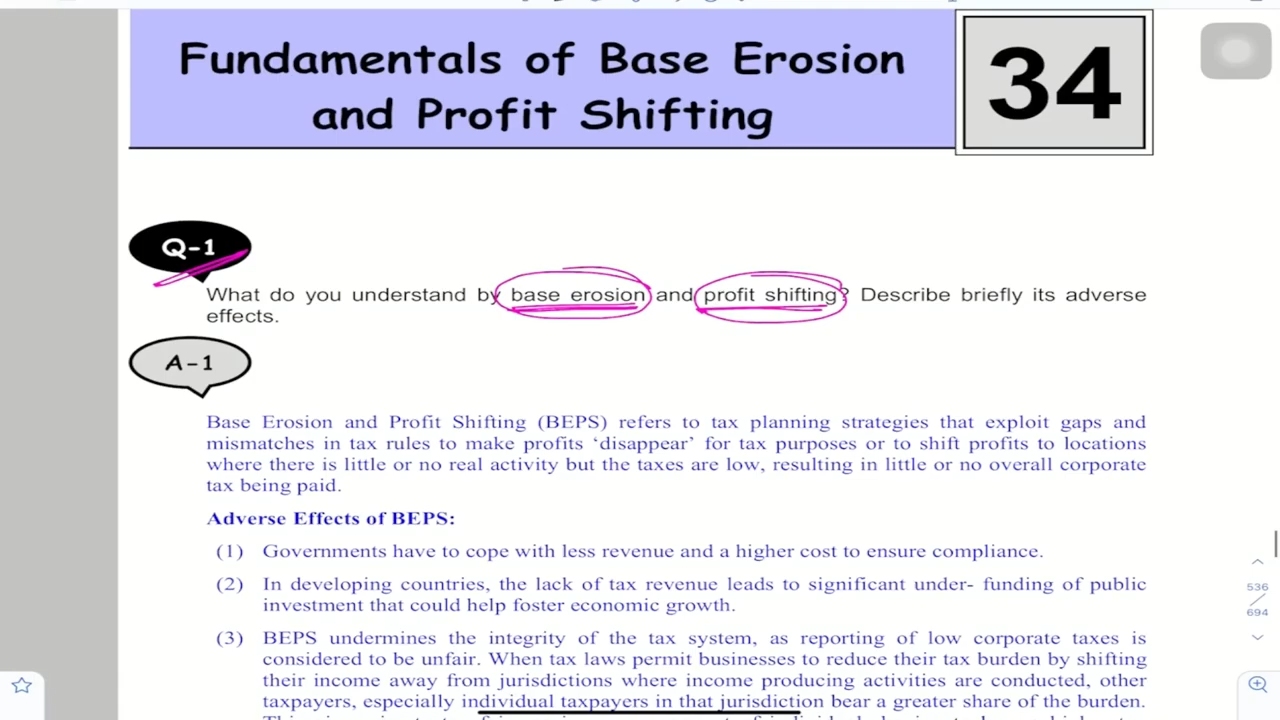 Fundamentals of Base Erosion
and Profit Shifting
34
Q-1
What do you understand by base erosion and profit shifting? Describe briefly its adverse
effects.
A-1
Base Erosion and Profit Shifting (BEPS) refers to tax planning strategies that exploit gaps and
mismatches in tax rules to make profits ‘disappear’ for tax purposes or to shift profits to locations
where there is little or no real activity but the taxes are low, resulting in little or no overall corporate
tax being paid.
Adverse Effects of BEPS:
(1) Governments have to cope with less revenue and a higher cost to ensure compliance.
(2) In developing countries, the lack of tax revenue leads to significant under- funding of public
investment that could help foster economic growth.
(3) BEPS undermines the integrity of the tax system, as reporting of low corporate taxes is
considered to be unfair. When tax laws permit businesses to reduce their tax burden by shifting
their income away from jurisdictions where income producing activities are conducted, other
taxpayers, especially individual taxpayers in that jurisdiction bear a greater share of the burden.
536
694